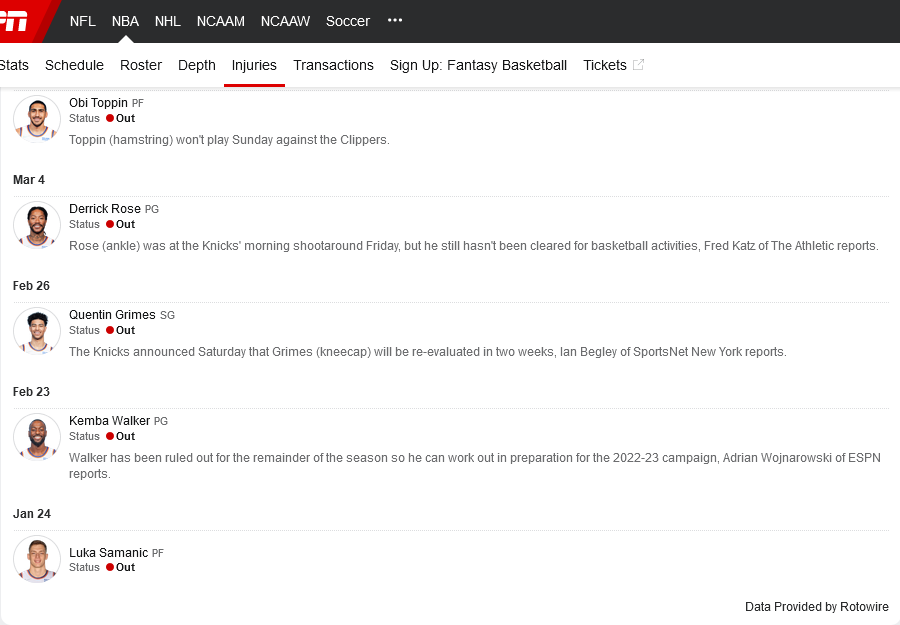 NFL NBA NHL NCAAM NCAAW Soccer •••
Stats Schedule Roster Depth Injuries Transactions Sign Up: Fantasy Basketball Tickets
Obi Toppin PF
Status Out
Toppin (hamstring) won't play Sunday against the Clippers.
Mar 4
Derrick Rose PG
Status Out
Rose (ankle) was at the Knicks' morning shootaround Friday, but he still hasn't been cleared for basketball activities, Fred Katz of The Athletic reports.
Feb 26
Quentin Grimes SG
Status Out
The Knicks announced Saturday that Grimes (kneecap) will be re-evaluated in two weeks, Ian Begley of SportsNet New York reports.
Feb 23
Kemba Walker PG
Status Out
Walker has been ruled out for the remainder of the season so he can work out in preparation for the 2022-23 campaign, Adrian Wojnarowski of ESPN
reports.
Jan 24
Luka Samanic PF
Status Out
Data Provided by Rotowire